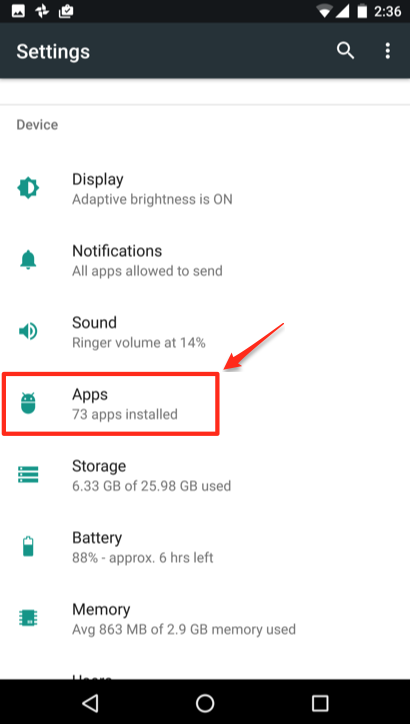 2:36
Settings
Device
Display
Adaptive brightness is ON
Notifications
All apps allowed to send
Sound
Ringer volume at 14%
Apps
73 apps installed
Storage
6.33 GB of 25.98 GB used
Battery
88% - approx. 6 hrs left
Memory
Avg 863 MB of 2.9 GB memory used